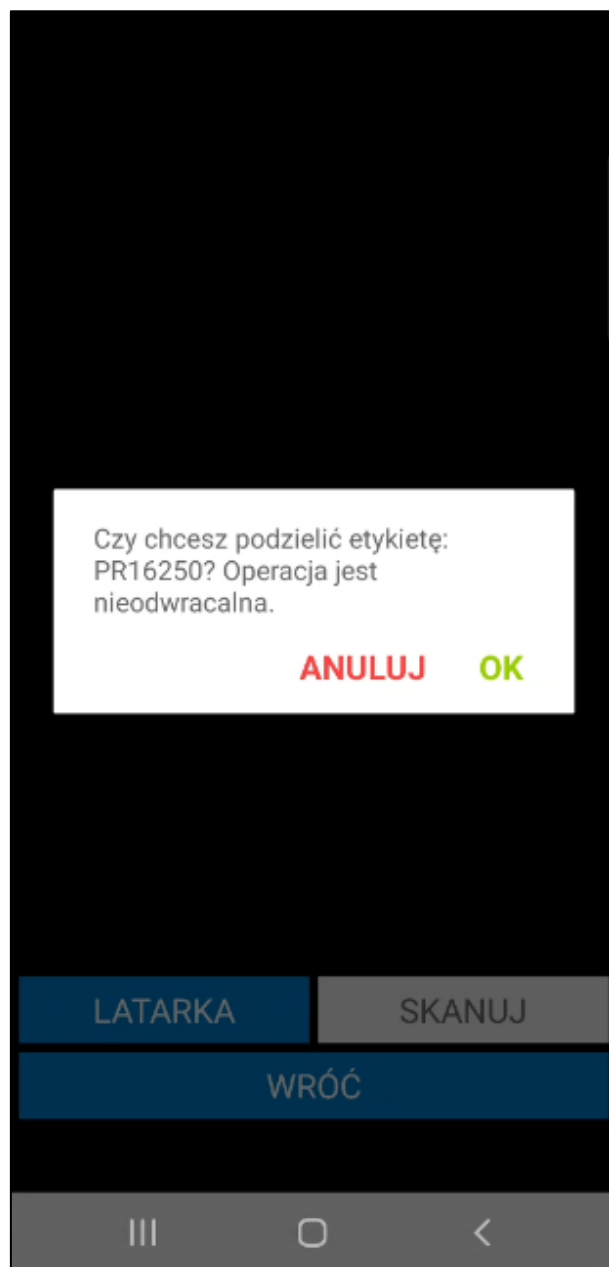 Czy chcesz podzielić etykietę:
PR16250? Operacja jest
nieodwracalna.
ANULUJ OK
LATARKA SKANUJ
WRÓĆ